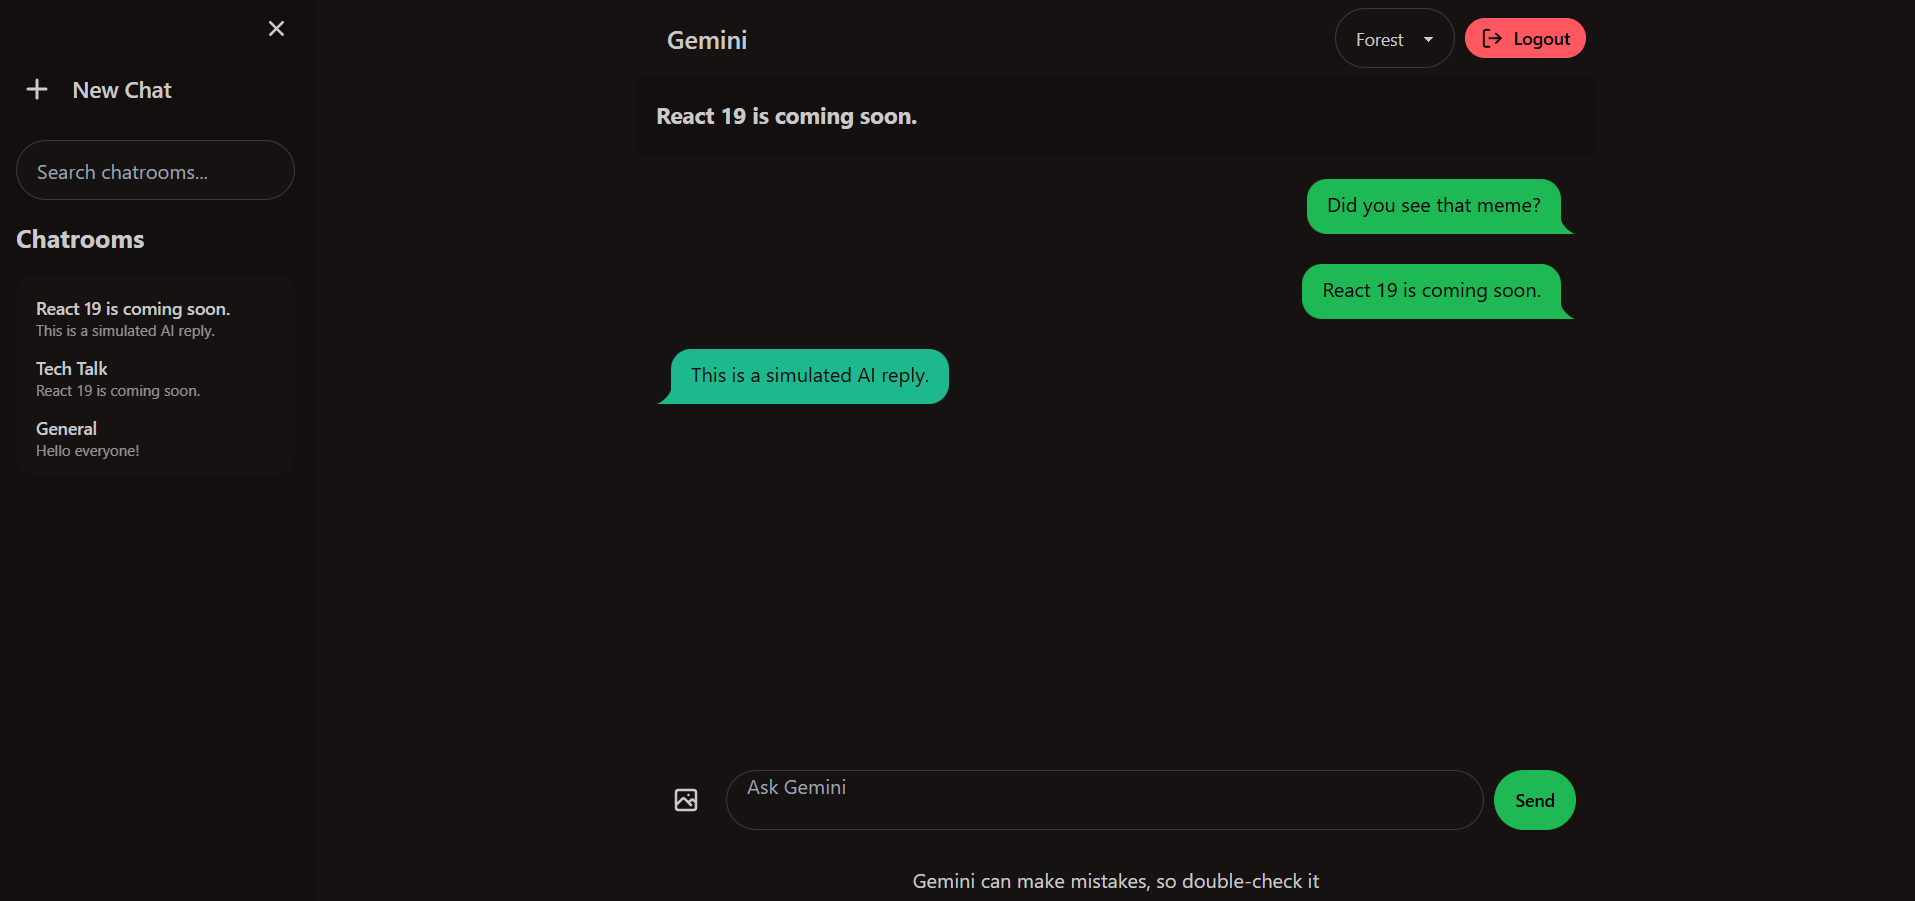 New Chat
Search chatrooms...
Chatrooms
React 19 is coming soon.
This is a simulated AI reply.
Tech Talk
React 19 is coming soon.
General
Hello everyone!
Gemini
Forest
Logout
React 19 is coming soon.
Did you see that meme?
React 19 is coming soon.
This is a simulated AI reply.
Ask Gemini
Send
Gemini can make mistakes, so double-check it